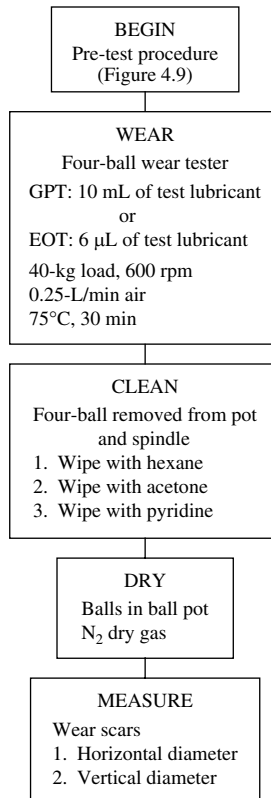 BEGIN
Pre-test procedure
(Figure 4.9)
WEAR
Four-ball wear tester
GPT: 10 mL of test lubricant
or
EOT: 6 μL of test lubricant
40-kg load, 600 rpm
0.25-L/min air
75°C, 30 min
CLEAN
Four-ball removed from pot
and spindle
1. Wipe with hexane
2. Wipe with acetone
3. Wipe with pyridine
DRY
Balls in ball pot
N₂ dry gas
MEASURE
Wear scars
1. Horizontal diameter
2. Vertical diameter